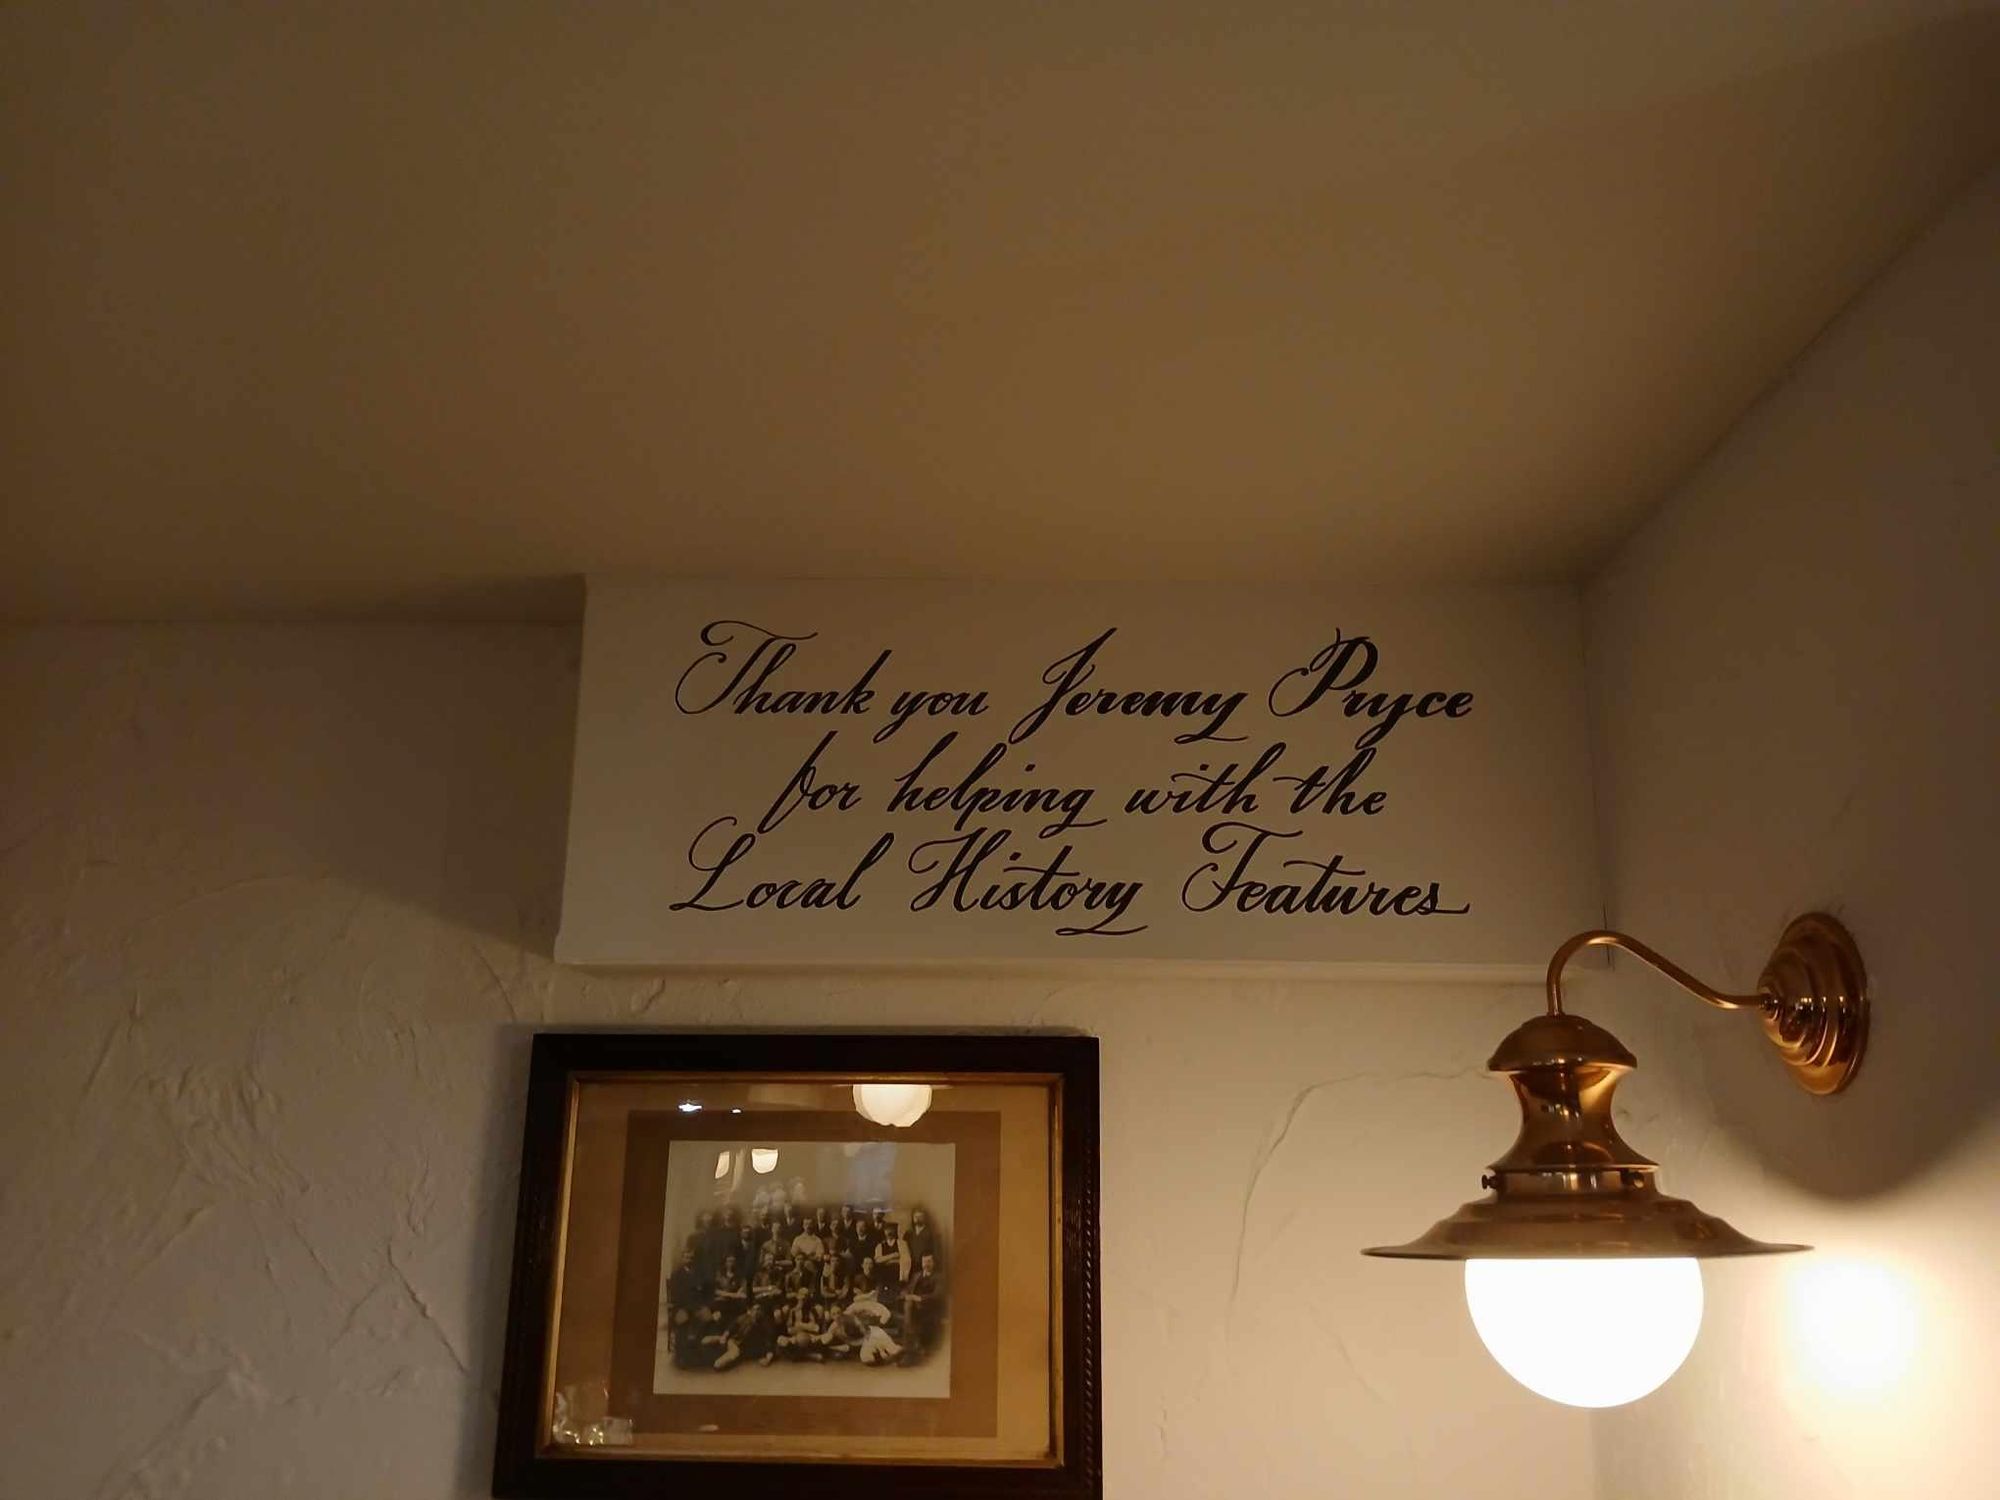 Thank you Jeremy Pryce
for helping with the
Local History Features